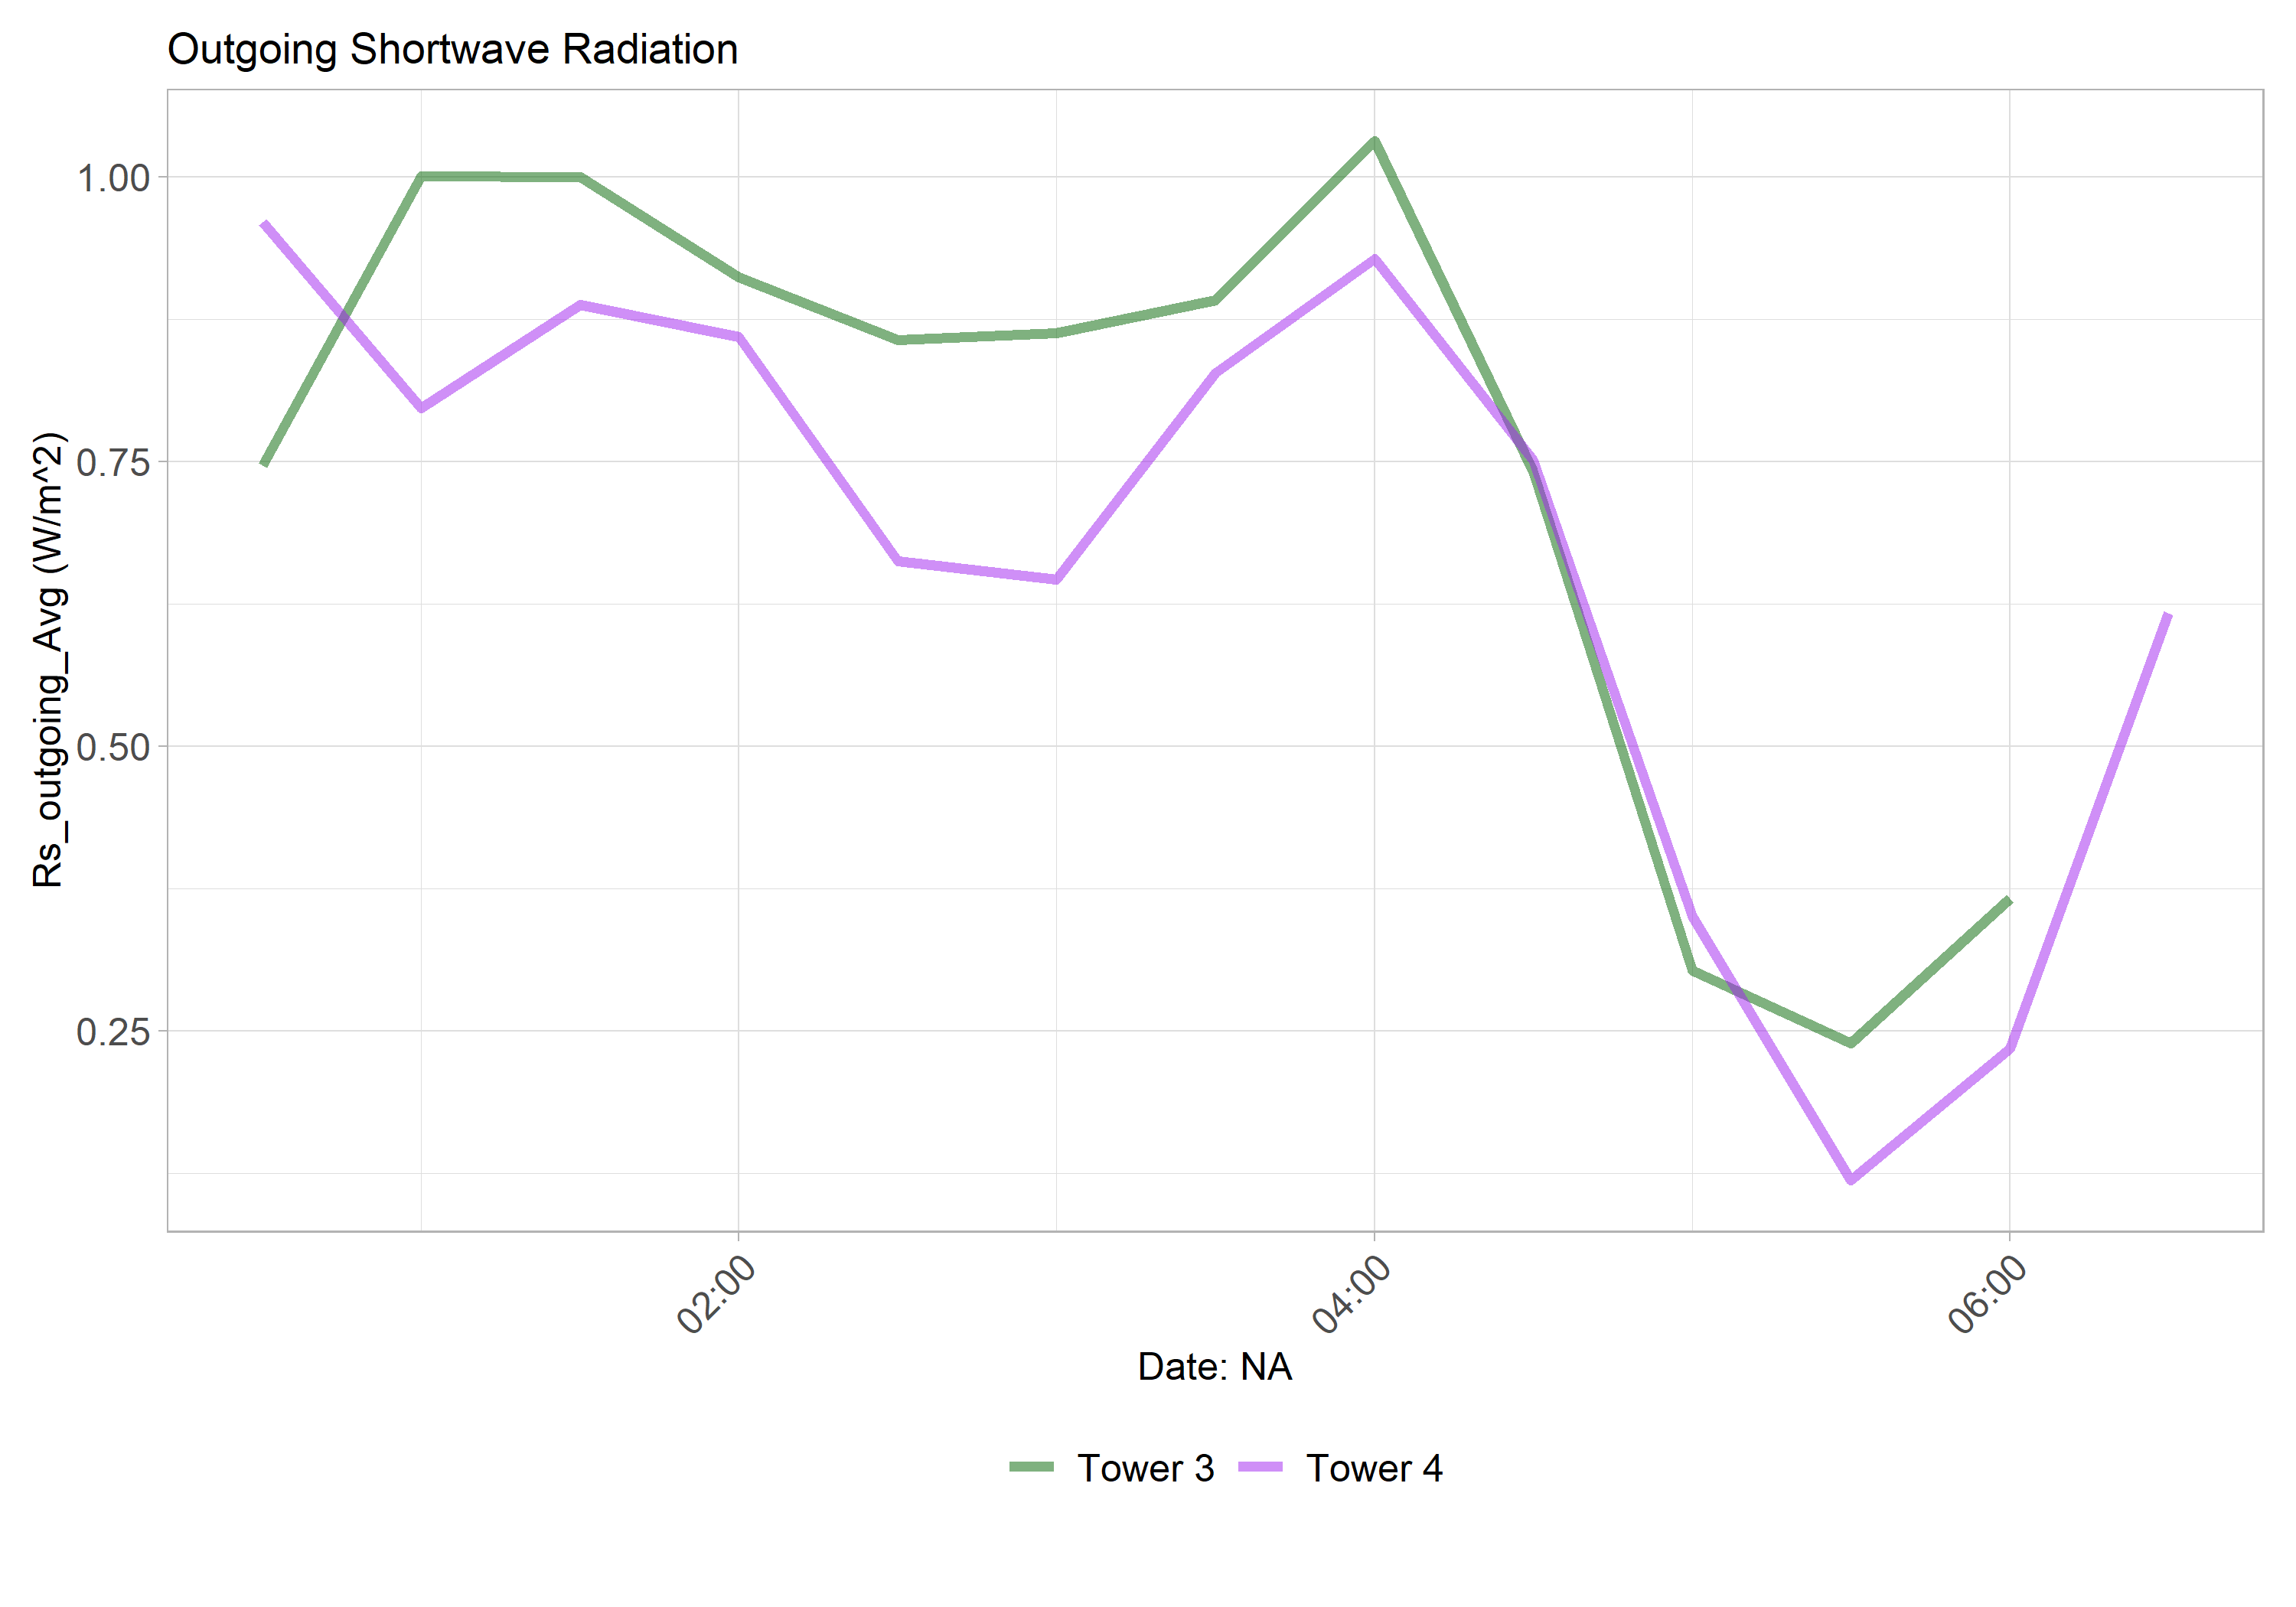 Outgoing Shortwave Radiation
Rs_outgoing_Avg (W/m^2)
1.00
0.75
0.50
0.25
02:00
04:00
06:00
Date: NA
Tower 3
Tower 4